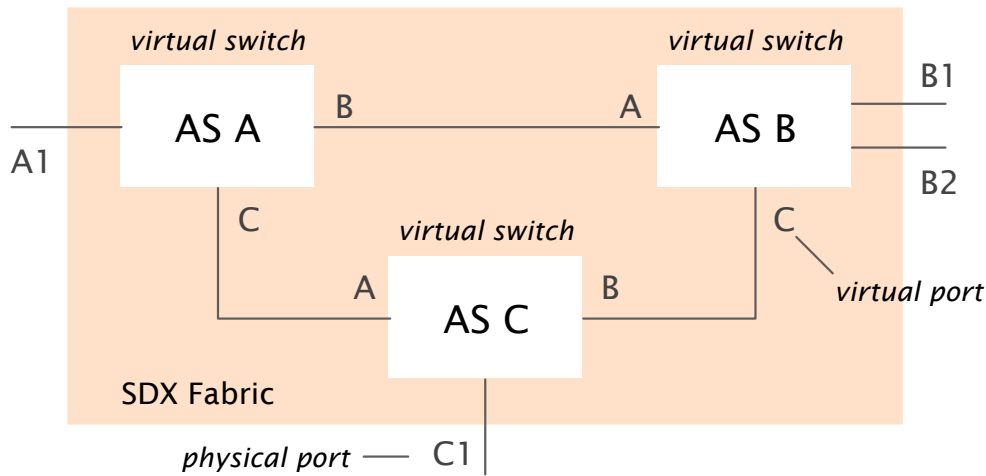 virtual switch
virtual switch
AS A
B
A
AS B
B1
A1
B2
C
C
virtual switch
virtual port
A
AS C
B
SDX Fabric
physical port
C1